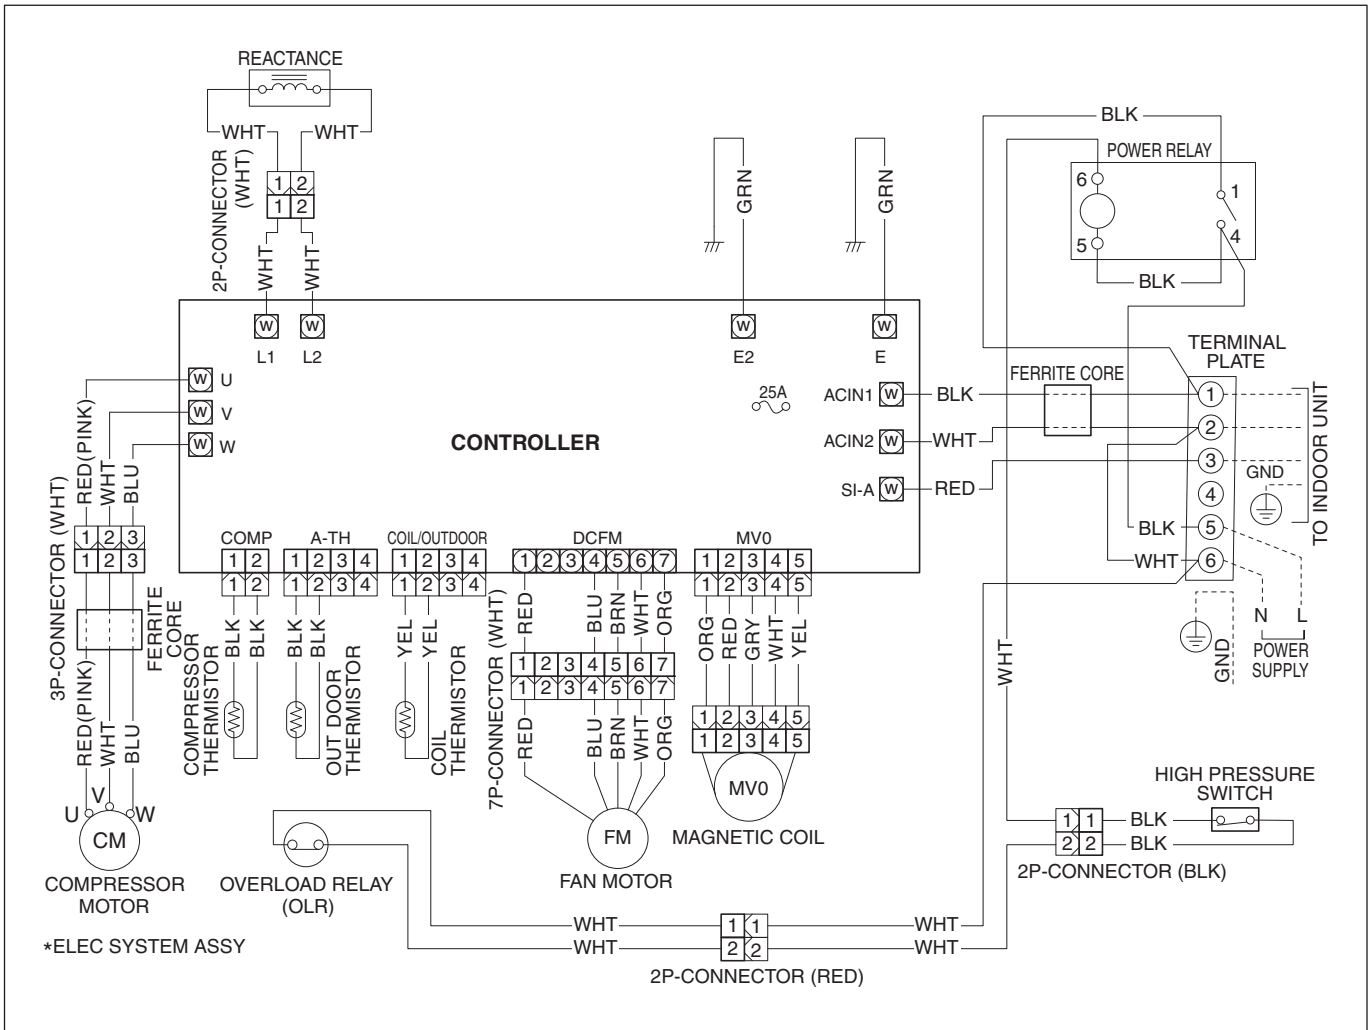 REACTANCE
WHT WHT
2P-CONNECTOR
(WHT)
1 2
1 2
WHT
WHT
GRN
GRN
BLK
POWER RELAY
6
1
5
4
BLK
W W W W
L1 L2 E2 E
W U
W V
W W
25A
CONTROLLER
ACIN1 W BLK
ACIN2 W WHT
SI-A W RED
FERRITE CORE
TERMINAL
PLATE
1
2
3
4
BLK 5
WHT 6
GND
TO INDOOR UNIT
N L
POWER
SUPPLY
GND
WHT
RED(PINK)
WHT
BLU
3P-CONNECTOR (WHT)
1 2 3
1 2 3
FERRITE
CORE
RED(PINK)
WHT
BLU
U V W
CM
COMPRESSOR
MOTOR
COMP
1 2
1 2
BLK
BLK
COMPRESSOR
THERMISTOR
A-TH
1 2 3 4
1 2 3 4
BLK
BLK
OUT DOOR
THERMISTOR
COIL/OUTDOOR
1 2 3 4
1 2 3 4
YEL
YEL
COIL
THERMISTOR
DCFM
1 2 3 4 5 6 7
RED
BLU
BRN
WHT
ORG
7P-CONNECTOR (WHT)
1 2 3 4 5 6 7
1 2 3 4 5 6 7
RED
BLU
BRN
WHT
ORG
FM
FAN MOTOR
MV0
1 2 3 4 5
1 2 3 4 5
ORG
RED
GRY
WHT
YEL
1 2 3 4 5
1 2 3 4 5
MV0
MAGNETIC COIL
HIGH PRESSURE
SWITCH
1 1 BLK
2 2 BLK
2P-CONNECTOR (BLK)
OVERLOAD RELAY
(OLR)
WHT 1 1 WHT
WHT 2 2 WHT
2P-CONNECTOR (RED)
*ELEC SYSTEM ASSY